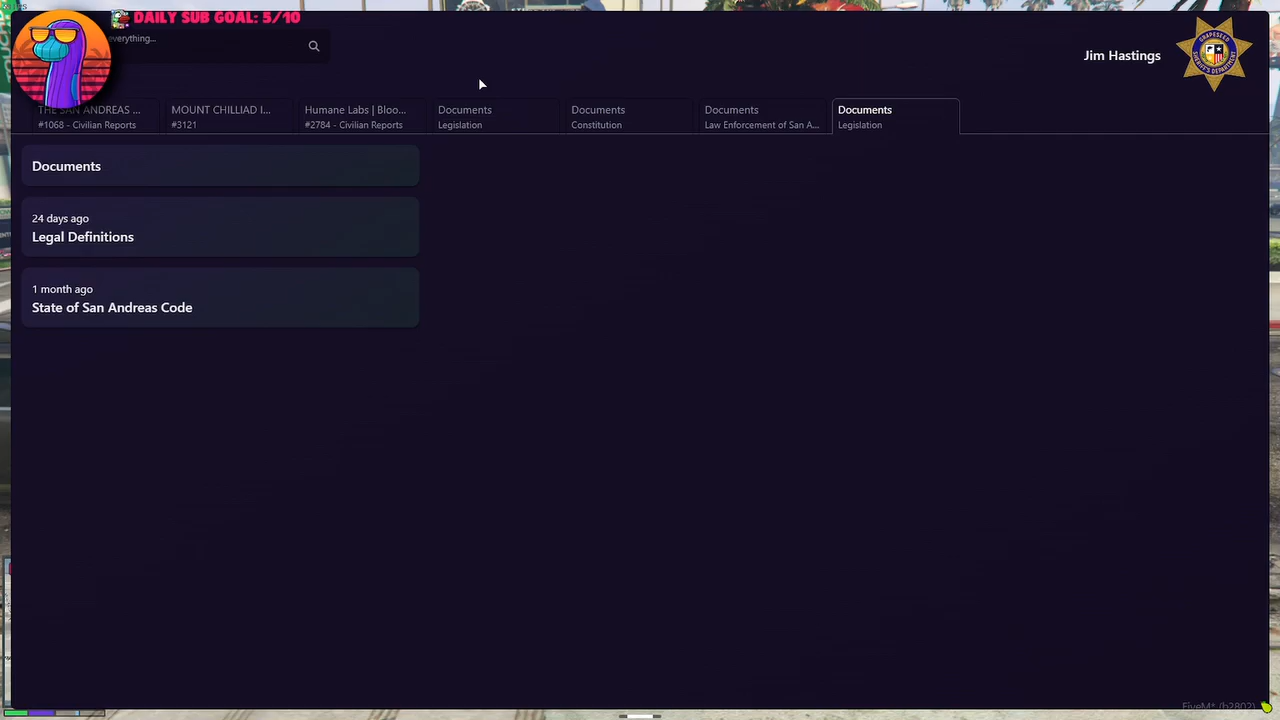 DAILY SUB GOAL: 5/10
everything...
Jim Hastings
THE SAN ANDREAS ...
#1068 - Civilian Reports
MOUNT CHILLIAD I.
#3121
Humane Labs | Bloo...
#2784 - Civilian Reports
Documents
Legislation
Documents
Constitution
Documents
Law Enforcement of San A...
Documents
Legislation
Documents
24 days ago
Legal Definitions
1 month ago
State of San Andreas Code